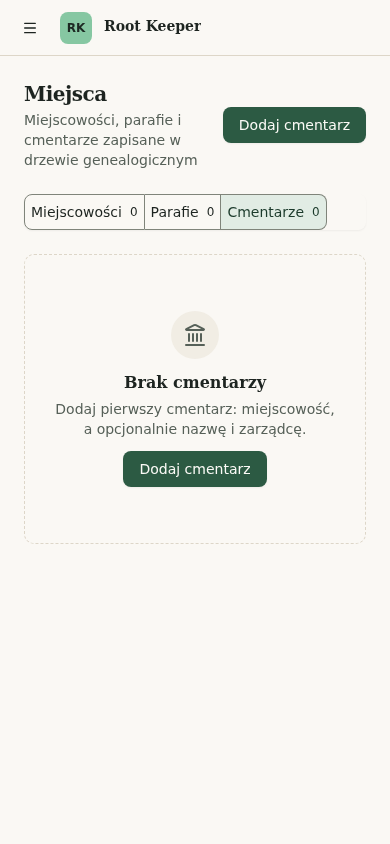 RK
Root Keeper
Miejsca
Miejscowości, parafie i
cmentarze zapisane w
drzewie genealogicznym
Dodaj cmentarz
Miejscowości 0
Parafie 0
Cmentarze 0
Brak cmentarzy
Dodaj pierwszy cmentarz: miejscowość,
a opcjonalnie nazwę i zarządcę.
Dodaj cmentarz